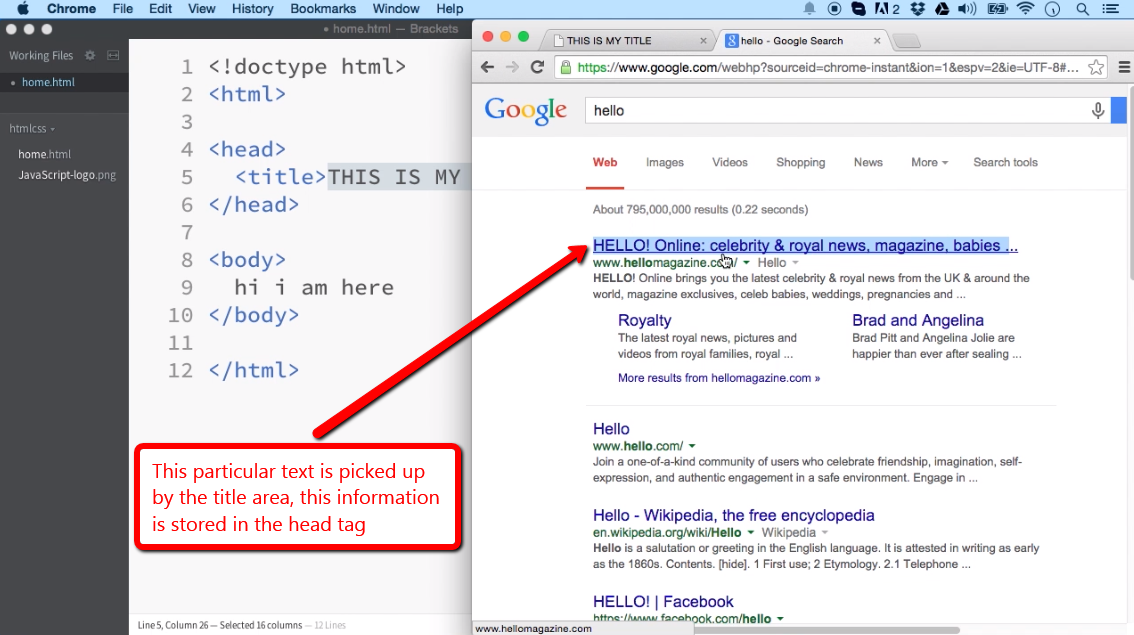 Chrome File Edit View History Bookmarks Window Help
2
• home.html — Brackets
Working Files
• home.html
htmlcss
home.html
JavaScript-logo.png
1 <!doctype html>
2 <html>
3
4 <head>
5 <title>THIS IS MY
6 </head>
7
8 <body>
9 hi i am here
10 </body>
11
12 </html>
Line 5, Column 26 — Selected 16 columns — 12 Lines
This particular text is picked up
by the title area, this information
is stored in the head tag
THIS IS MY TITLE × hello - Google Search ×
https://www.google.com/webhp?sourceid=chrome-instant&ion=1&espv=2&ie=UTF-8#...
Google hello
Web Images Videos Shopping News More Search tools
About 795,000,000 results (0.22 seconds)
HELLO! Online: celebrity & royal news, magazine, babies ...
www.hellomagazine.com/ Hello
HELLO! Online brings you the latest celebrity & royal news from the UK & around the
world, magazine exclusives, celeb babies, weddings, pregnancies and ...
Royalty
The latest royal news, pictures and
videos from royal families, royal ...
Brad and Angelina
Brad Pitt and Angelina Jolie are
happier than ever after sealing ...
More results from hellomagazine.com »
Hello
www.hello.com/
Join a one-of-a-kind community of users who celebrate friendship, imagination, self-
expression, and authentic engagement in a safe environment. Engage in ...
Hello - Wikipedia, the free encyclopedia
en.wikipedia.org/wiki/Hello Wikipedia
Hello is a salutation or greeting in the English language. It is attested in writing as early
as the 1860s. Contents. [hide]. 1 First use; 2 Etymology. 2.1 Telephone ...
HELLO! | Facebook
https://www.facebook.com/hello
www.hellomagazine.com